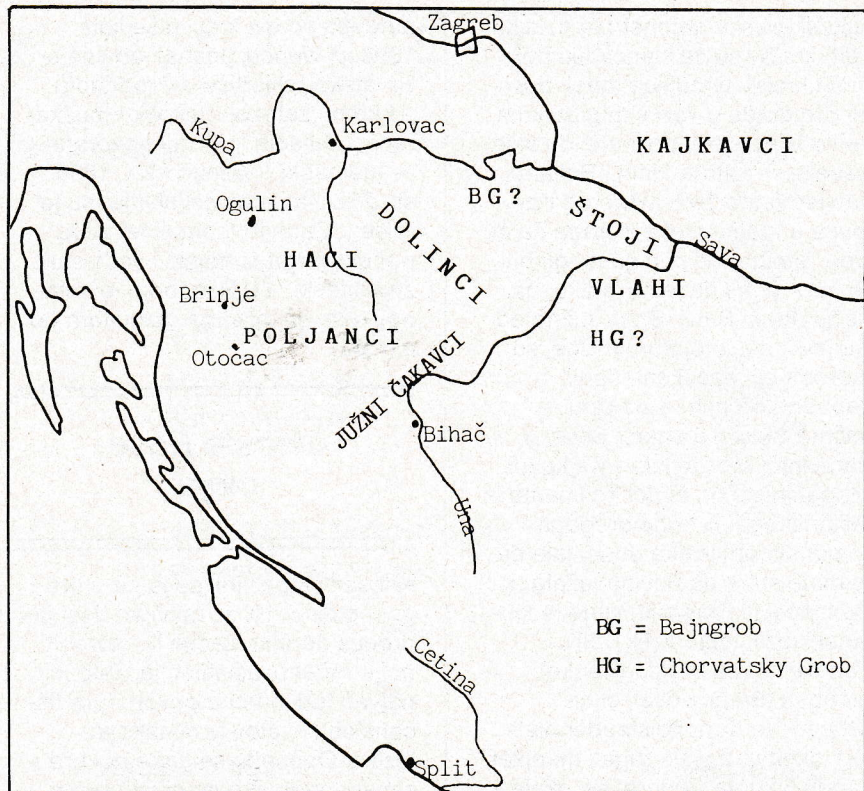 Zagreb
Kupa
Karlovac
KAJKAVCI
BG?
Ogulin
ŠTOJI
DOLINCI
Sava
HACI
VLAHI
Brinje
POLJANCI
HG?
Otočac
JUŽNI ČAKAVCI
Bihač
Una
BG = Bajngrob
HG = Chorvatsky Grob
Cetina
Split